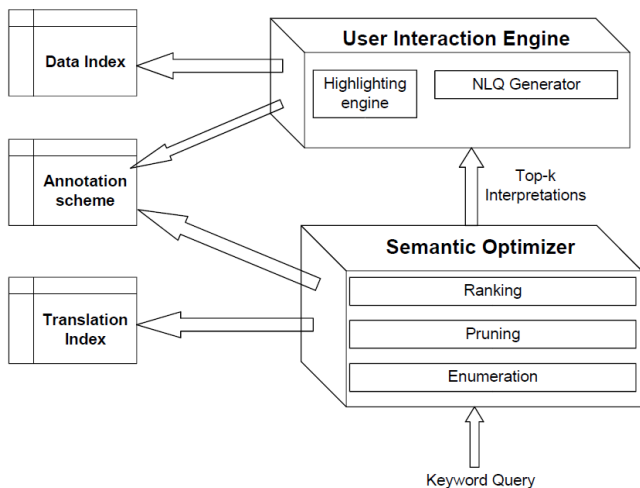 User Interaction Engine
Data Index
Highlighting
engine
NLQ Generator
Annotation
scheme
Top-k
Interpretations
Semantic Optimizer
Ranking
Translation
Index
Pruning
Enumeration
Keyword Query